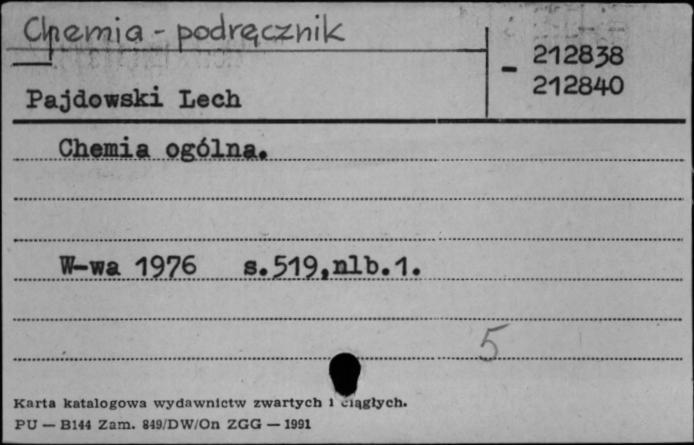 Chemia - podręcznik
- 212838
212840
Pajdowski Lech
Chemia ogólna.
W-wa 1976 s.519,nlb.1.
5
Karta katalogowa wydawnictw zwartych i ciągłych.
PU — B144 Zam. 849/DW/On ZGG — 1991